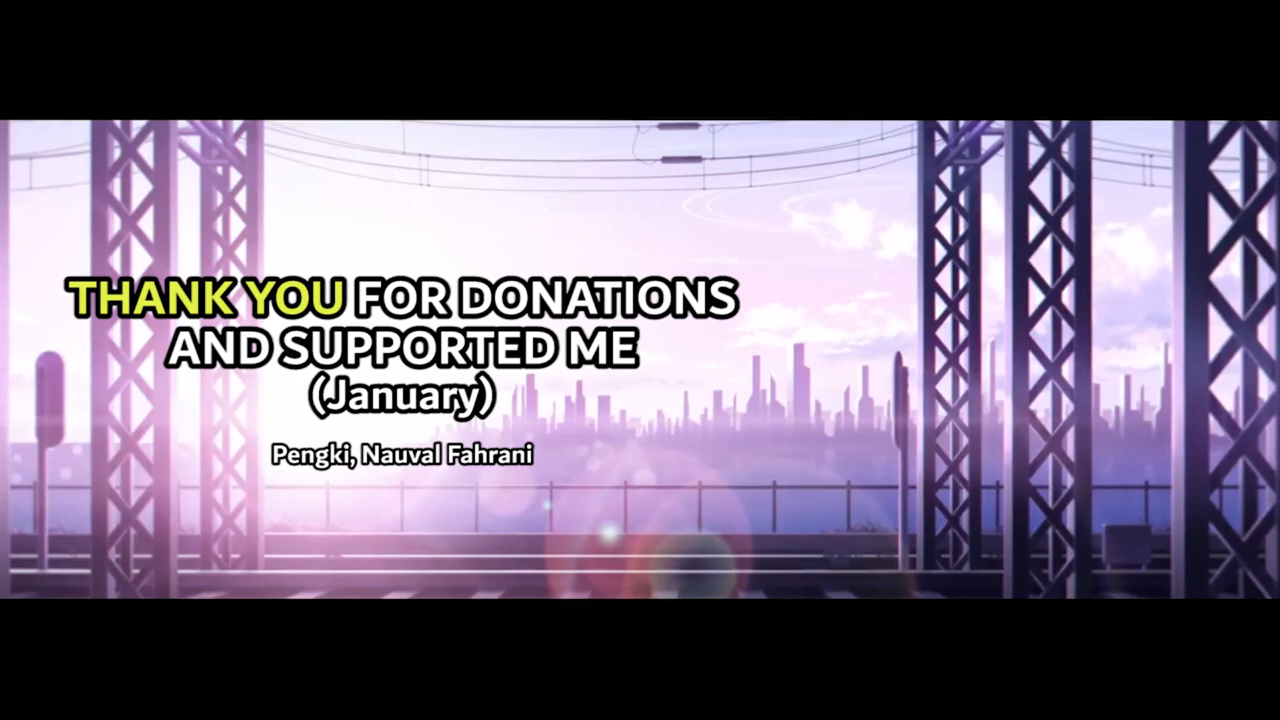 THANK YOU FOR DONATIONS
AND SUPPORTED ME
(January)
Pengki, Nauval Fahrani